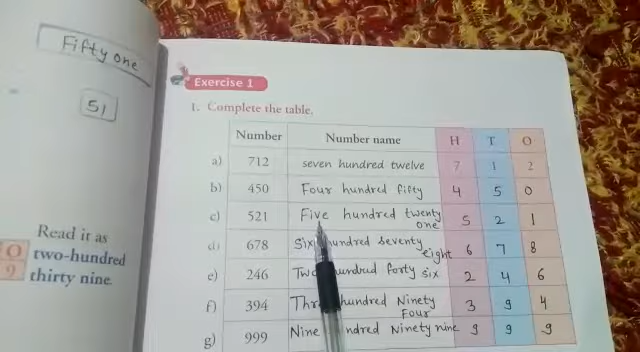 Fifty one
51
Read it as
O two-hundred
9 thirty nine.
Exercise 1
1. Complete the table.
Number Number name H T O
a) 712 seven hundred twelve 7 1 2
b) 450 Four hundred fifty 4 5 0
c) 521 Five hundred twenty one 5 2 1
d) 678 Six hundred seventy eight 6 7 8
e) 246 Two hundred forty six 2 4 6
f) 394 Three hundred Ninety Four 3 9 4
g) 999 Nine hundred Ninety nine 9 9 9